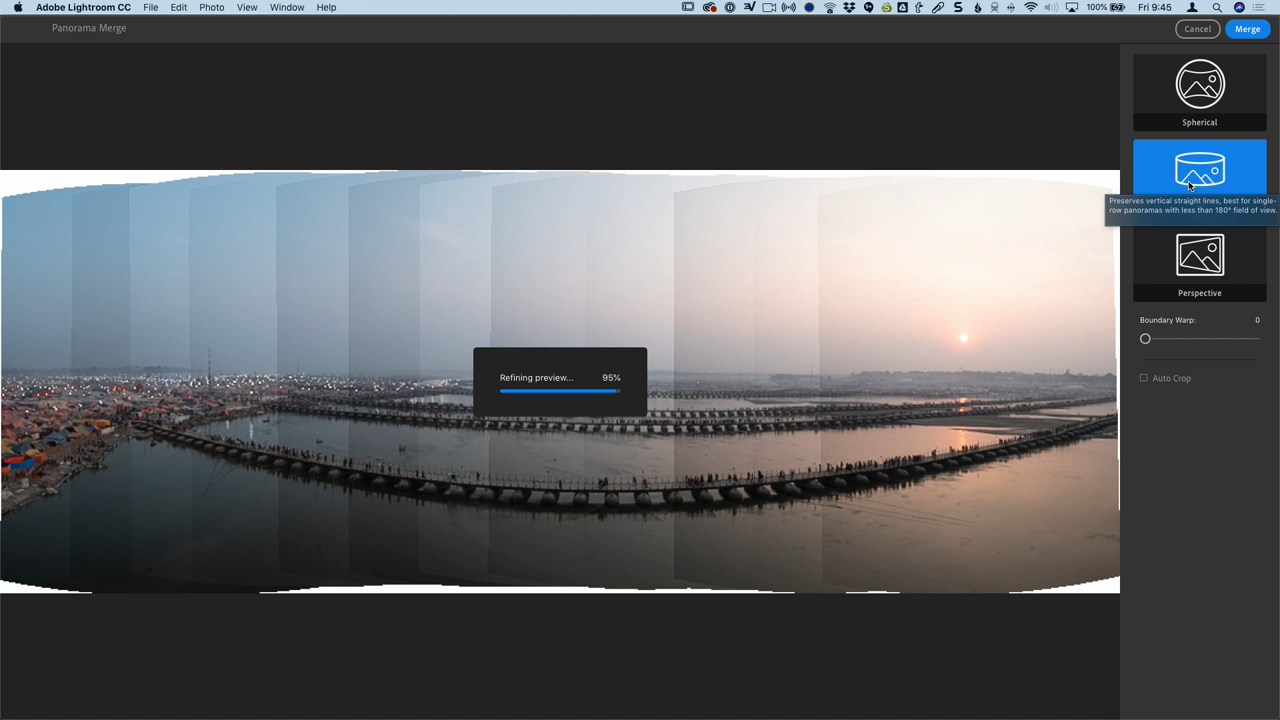 Adobe Lightroom CC File Edit Photo View Window Help 100% Fri 9:45
Panorama Merge Cancel Merge
Spherical
Preserves vertical straight lines, best for single-
row panoramas with less than 180° field of view.
Perspective
Boundary Warp: 0
Refining preview... 95%
Auto Crop